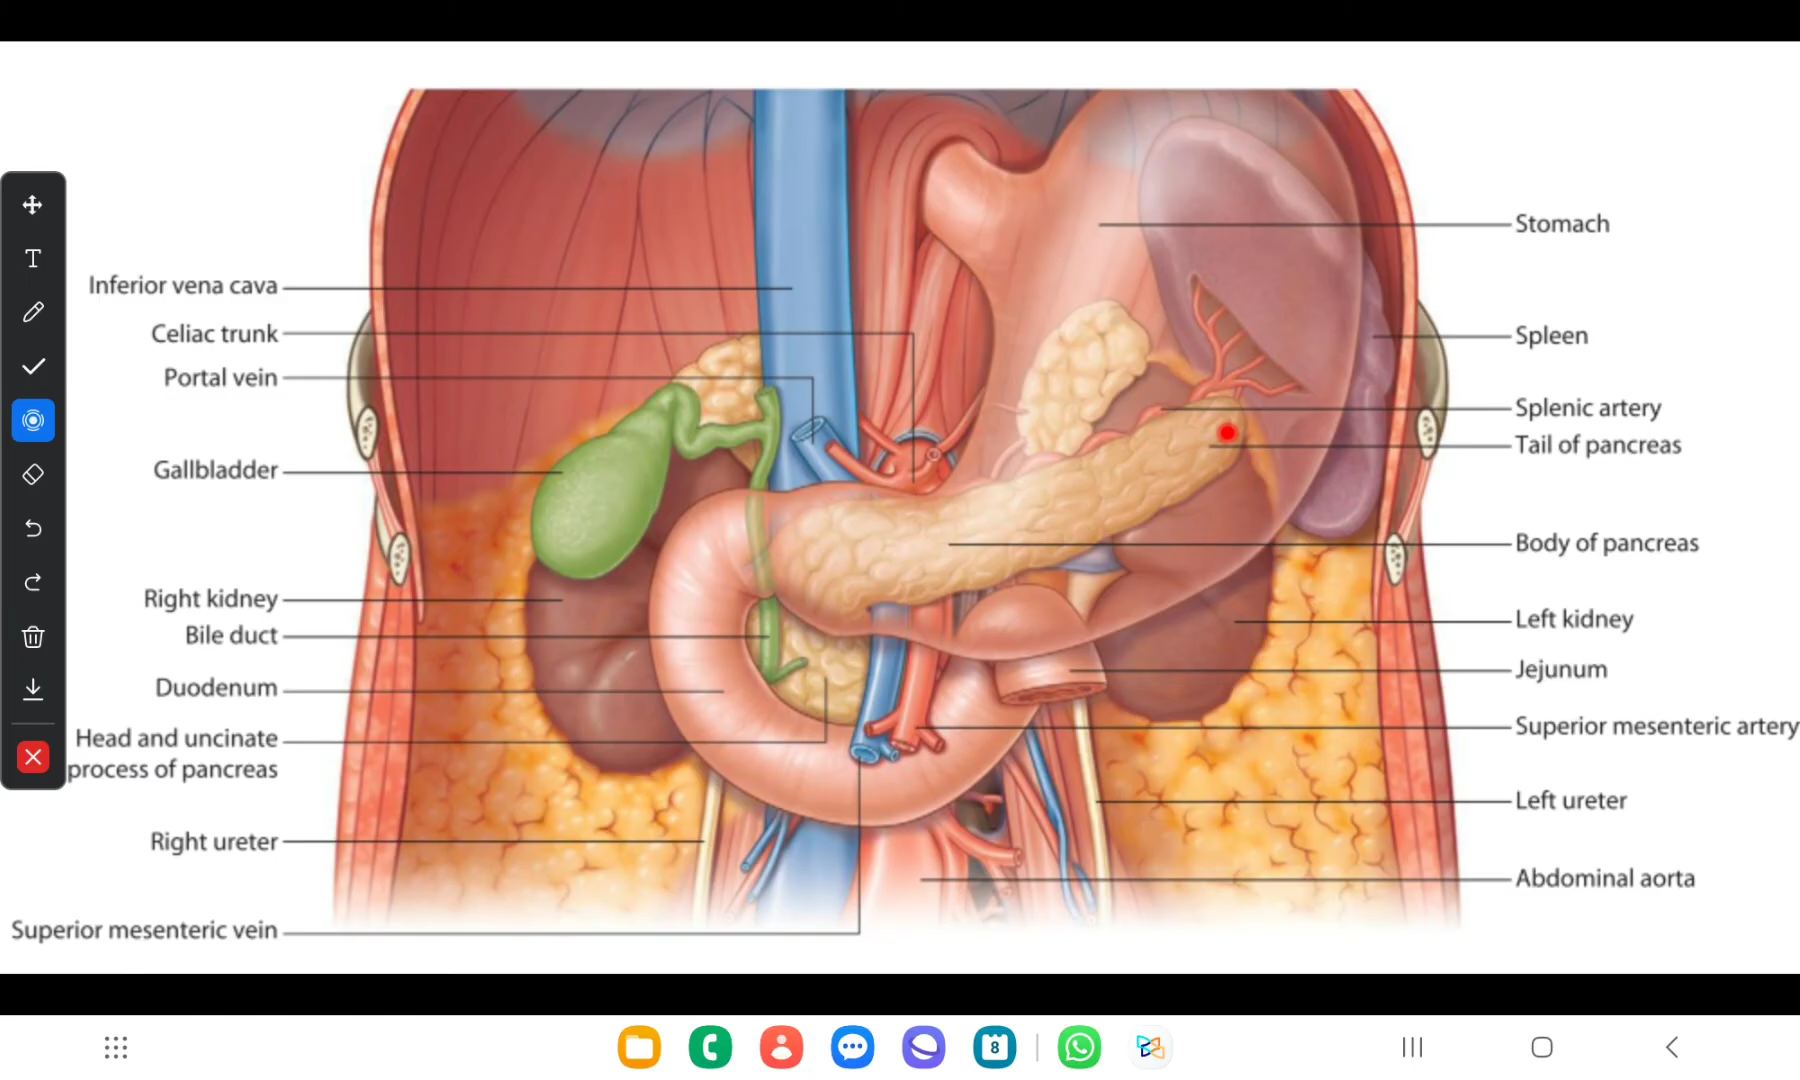 Inferior vena cava
Celiac trunk
Portal vein
Gallbladder
Right kidney
Bile duct
Duodenum
Head and uncinate
process of pancreas
Right ureter
Superior mesenteric vein
Stomach
Spleen
Splenic artery
Tail of pancreas
Body of pancreas
Left kidney
Jejunum
Superior mesenteric artery
Left ureter
Abdominal aorta
T
8